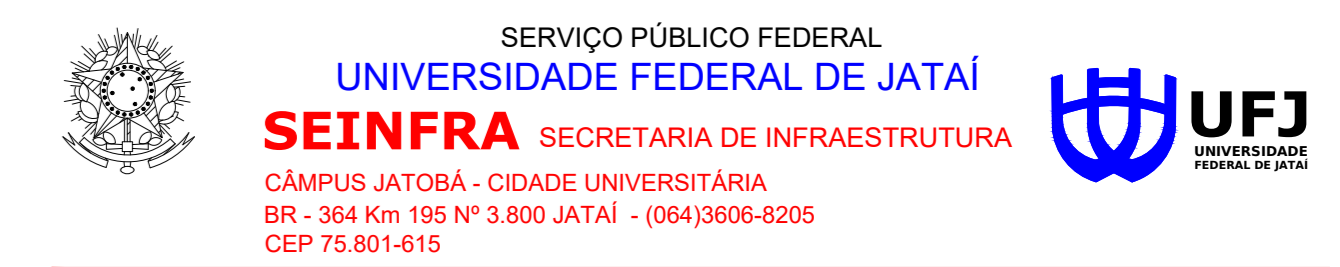 SERVIÇO PÚBLICO FEDERAL
UNIVERSIDADE FEDERAL DE JATAÍ
SEINFRA SECRETARIA DE INFRAESTRUTURA
CÂMPUS JATOBÁ - CIDADE UNIVERSITÁRIA
BR - 364 Km 195 Nº 3.800 JATAÍ - (064)3606-8205
CEP 75.801-615
UFJ
UNIVERSIDADE
FEDERAL DE JATAÍ